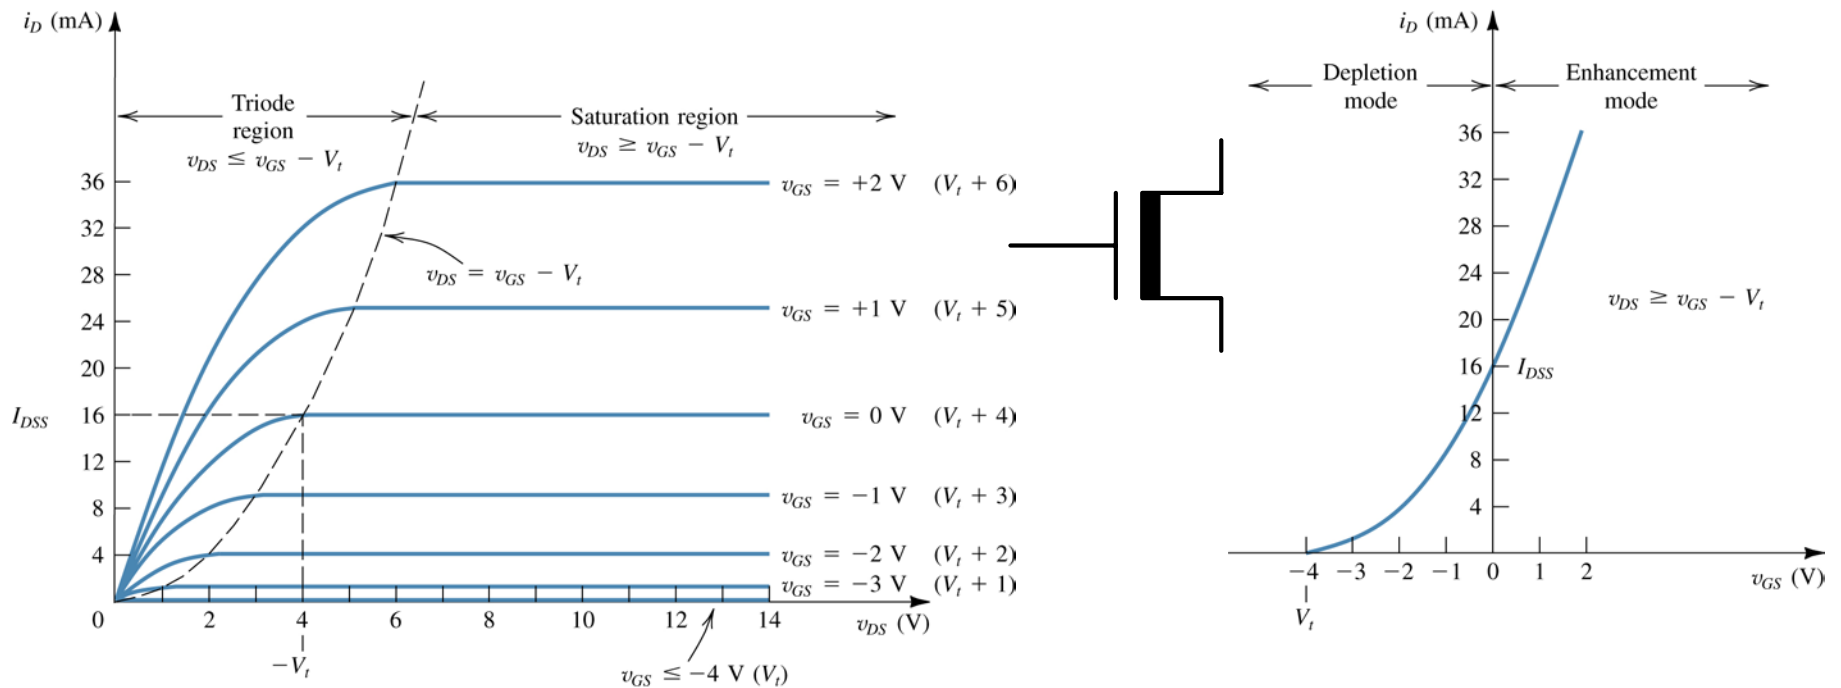 i_D (mA)
Triode
region
v_DS ≤ v_GS − V_t
Saturation region
v_DS ≥ v_GS − V_t
36
32
28
24
20
16
12
8
4
0
I_DSS
v_DS = v_GS − V_t
v_GS = +2 V (V_t + 6)
v_GS = +1 V (V_t + 5)
v_GS = 0 V (V_t + 4)
v_GS = −1 V (V_t + 3)
v_GS = −2 V (V_t + 2)
v_GS = −3 V (V_t + 1)
2 4 6 8 10 12 14
v_DS (V)
−V_t
v_GS ≤ −4 V (V_t)
i_D (mA)
Depletion
mode
Enhancement
mode
36
32
28
24
20
16
12
8
4
I_DSS
v_DS ≥ v_GS − V_t
−4 −3 −2 −1 0 1 2
v_GS (V)
V_t